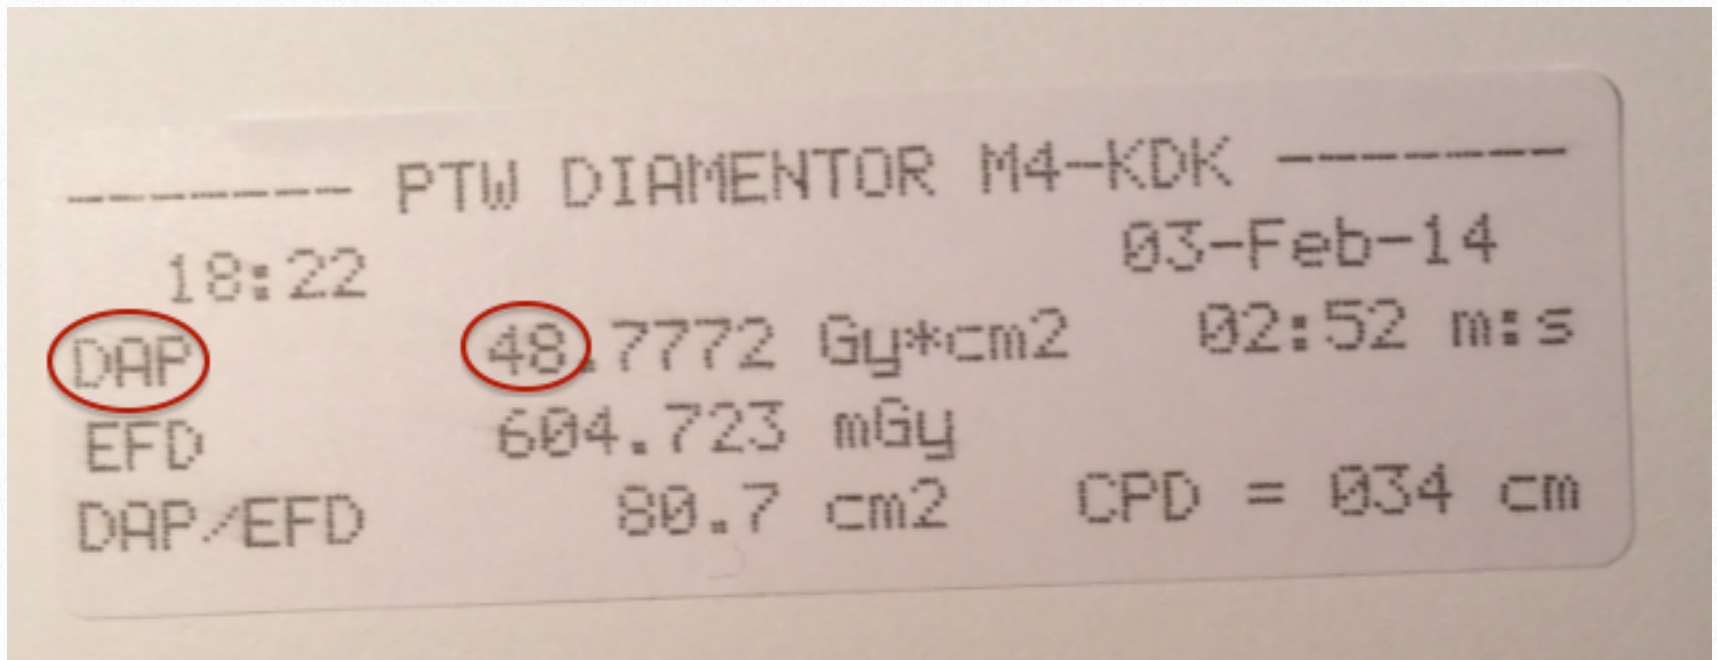 -------- PTW DIAMENTOR M4-KDK --------
18:22 03-Feb-14
DAP 48.7772 Gy*cm2 02:52 m:s
EFD 604.723 mGy
DAP/EFD 80.7 cm2 CPD = 034 cm